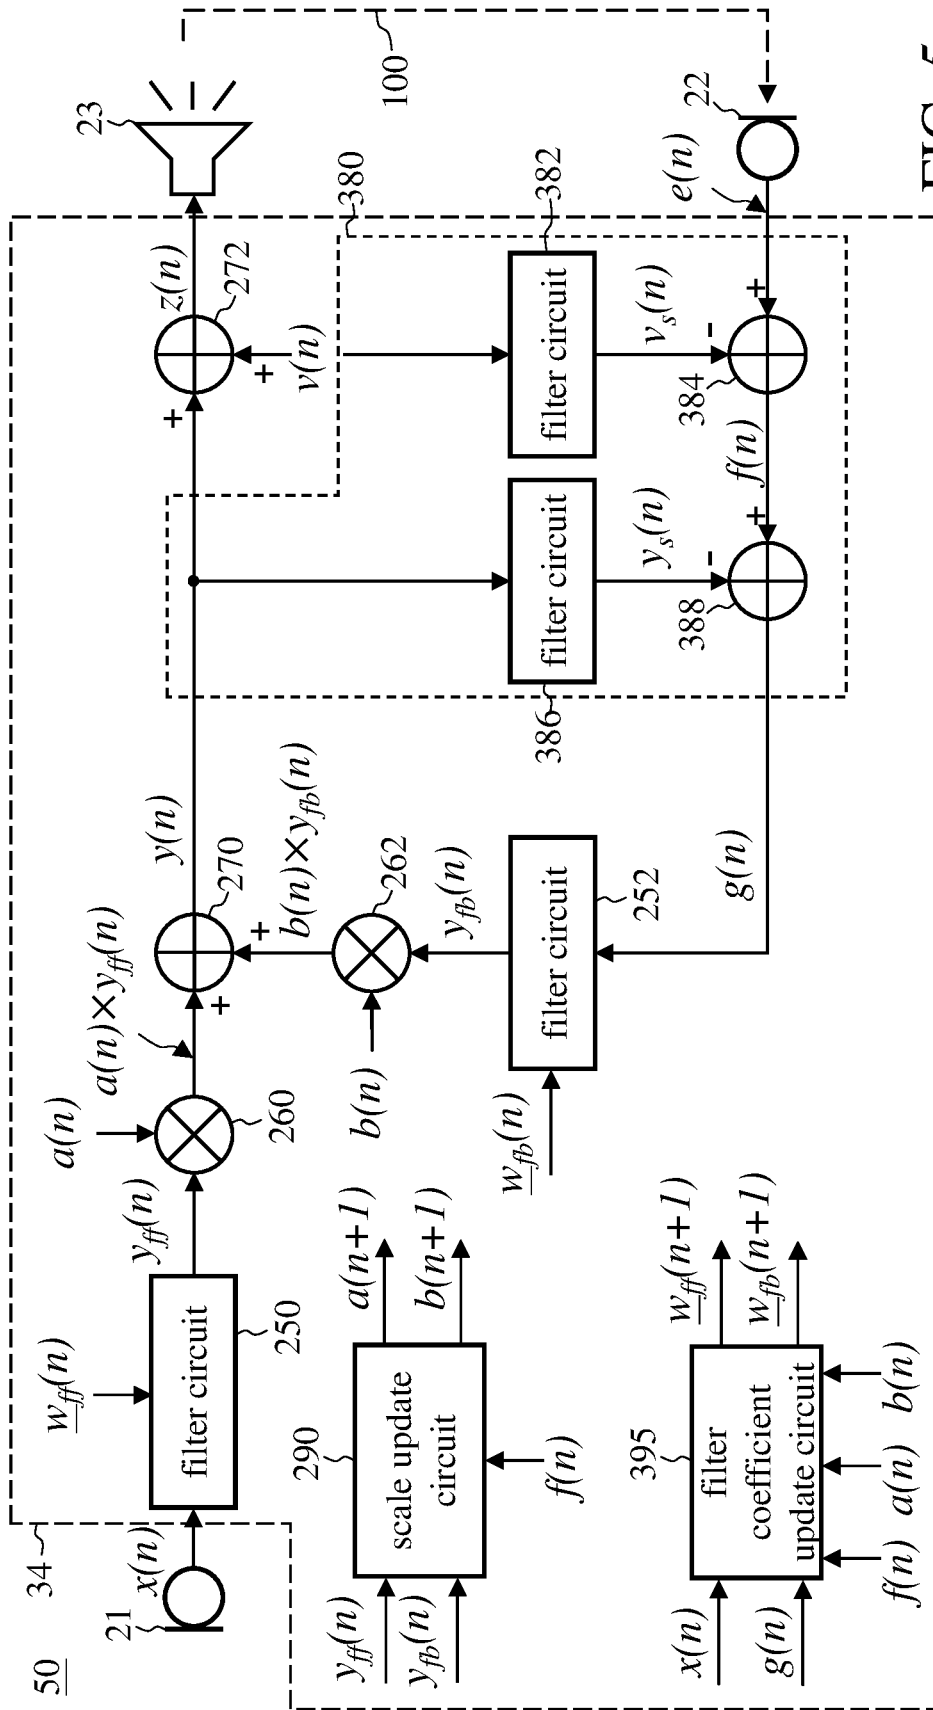 50
34
21
x(n)
w_ff(n)
filter circuit
250
y_ff(n)
a(n)
260
a(n)×y_ff(n)
270
y(n)
+
+
b(n)×y_fb(n)
262
b(n)
y_fb(n)
filter circuit
252
w_fb(n)
g(n)
+
+
z(n)
272
v(n)
23
100
380
filter circuit
386
y_s(n)
-
+
388
filter circuit
382
v_s(n)
-
+
384
f(n)
e(n)
22
y_ff(n)
y_fb(n)
290
scale update
circuit
f(n)
a(n+1)
b(n+1)
x(n)
g(n)
395
filter
coefficient
update circuit
f(n)
a(n)
b(n)
w_ff(n+1)
w_fb(n+1)